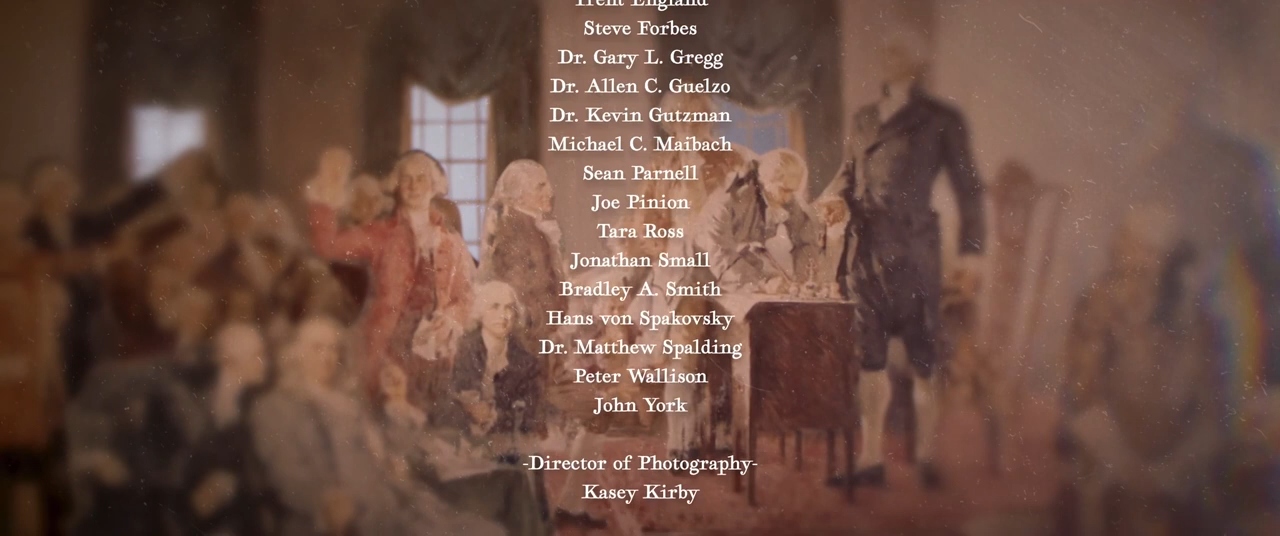 Trent England
Steve Forbes
Dr. Gary L. Gregg
Dr. Allen C. Guelzo
Dr. Kevin Gutzman
Michael C. Maibach
Sean Parnell
Joe Pinion
Tara Ross
Jonathan Small
Bradley A. Smith
Hans von Spakovsky
Dr. Matthew Spalding
Peter Wallison
John York
-Director of Photography-
Kasey Kirby